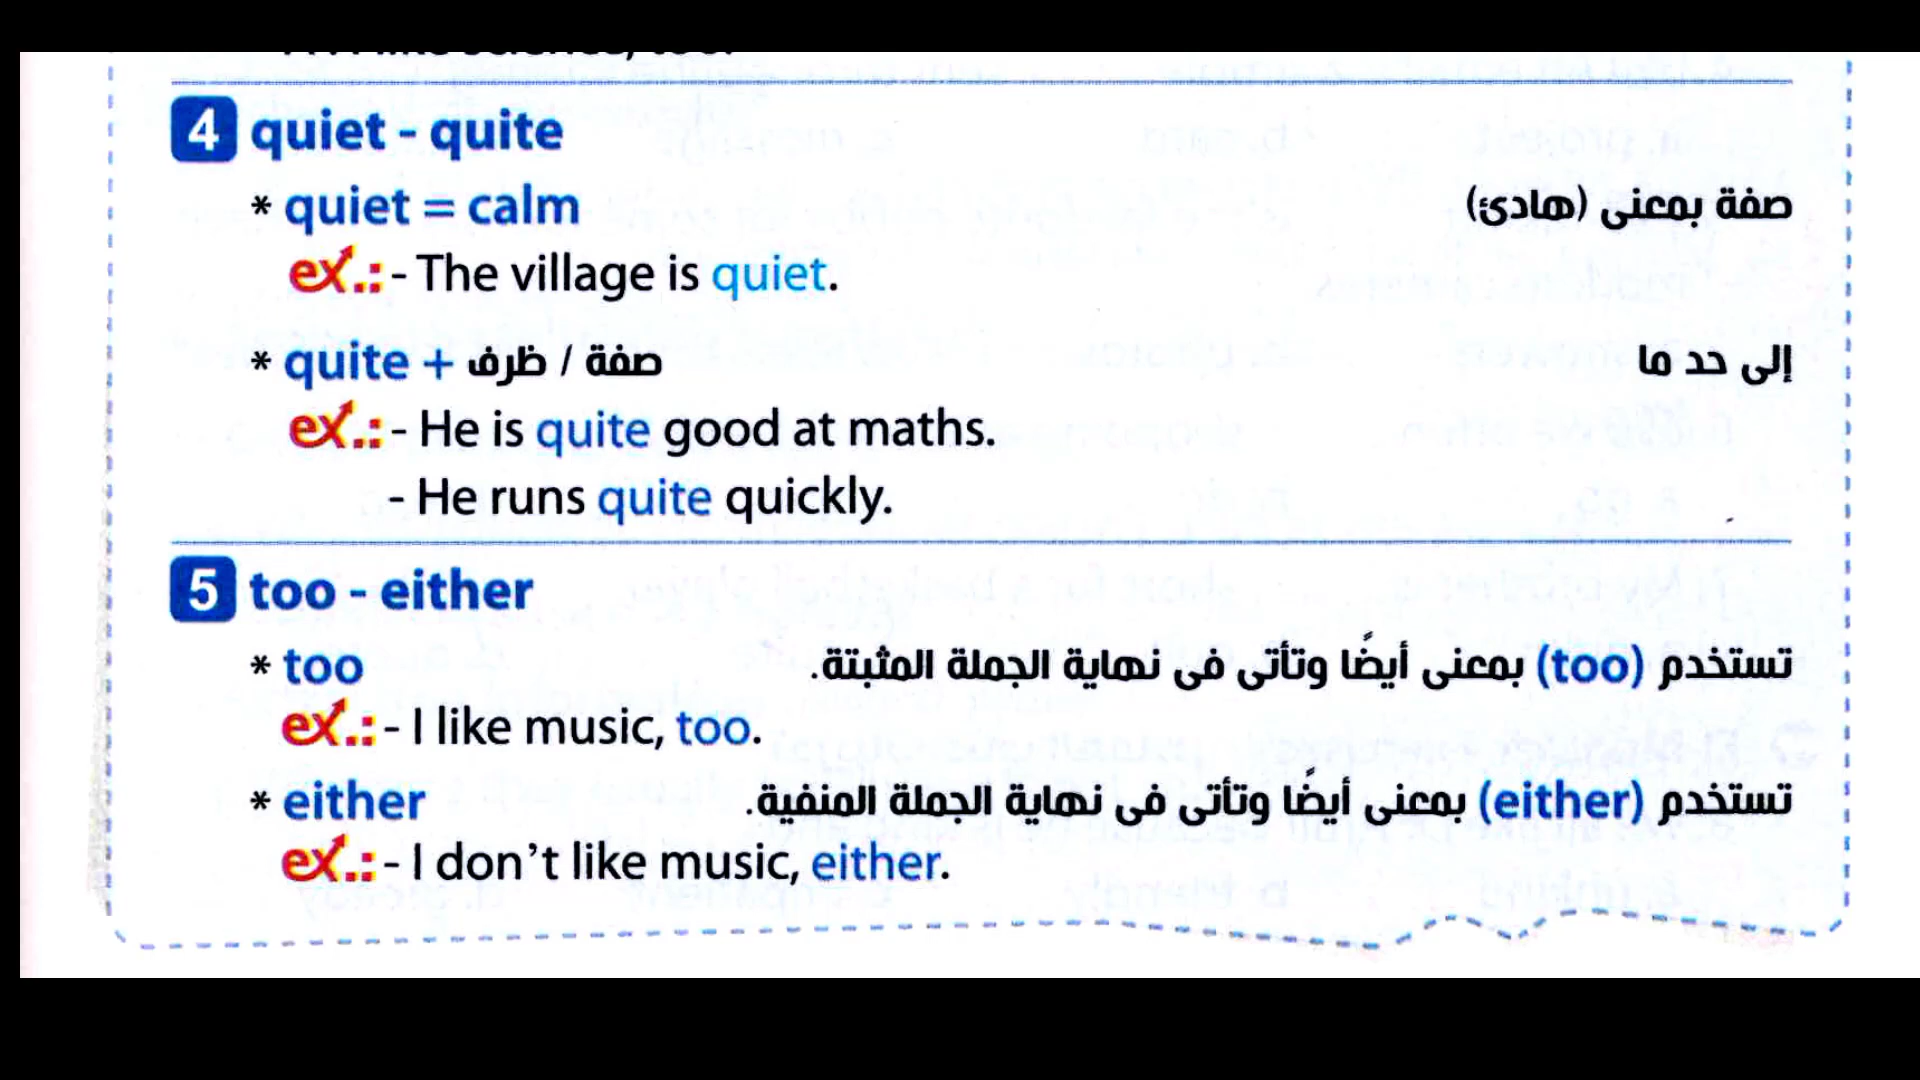 like science, too.
4 quiet - quite
* quiet = calm صفة بمعنى (هادئ)
ex.: - The village is quiet.
* quite + صفة / ظرف إلى حد ما
ex.: - He is quite good at maths.
- He runs quite quickly.
5 too - either
* too تستخدم (too) بمعنى أيضًا وتأتى فى نهاية الجملة المثبتة.
ex.: - I like music, too.
* either تستخدم (either) بمعنى أيضًا وتأتى فى نهاية الجملة المنفية.
ex.: - I don't like music, either.